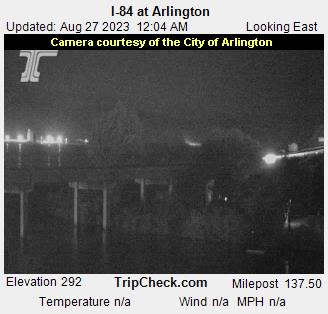 I-84 at Arlington
Updated: Aug 27 2023 12:04 AM Looking East
Camera courtesy of the City of Arlington
Elevation 292 TripCheck.com Milepost 137.50
Temperature n/a Wind n/a MPH n/a